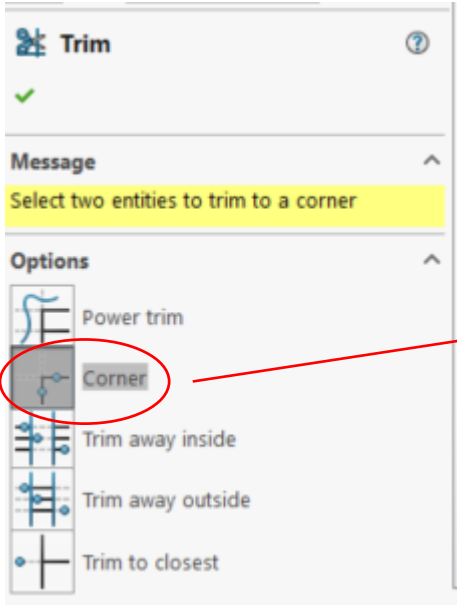 Trim
?
Message
Select two entities to trim to a corner
Options
Power trim
Corner
Trim away inside
Trim away outside
Trim to closest